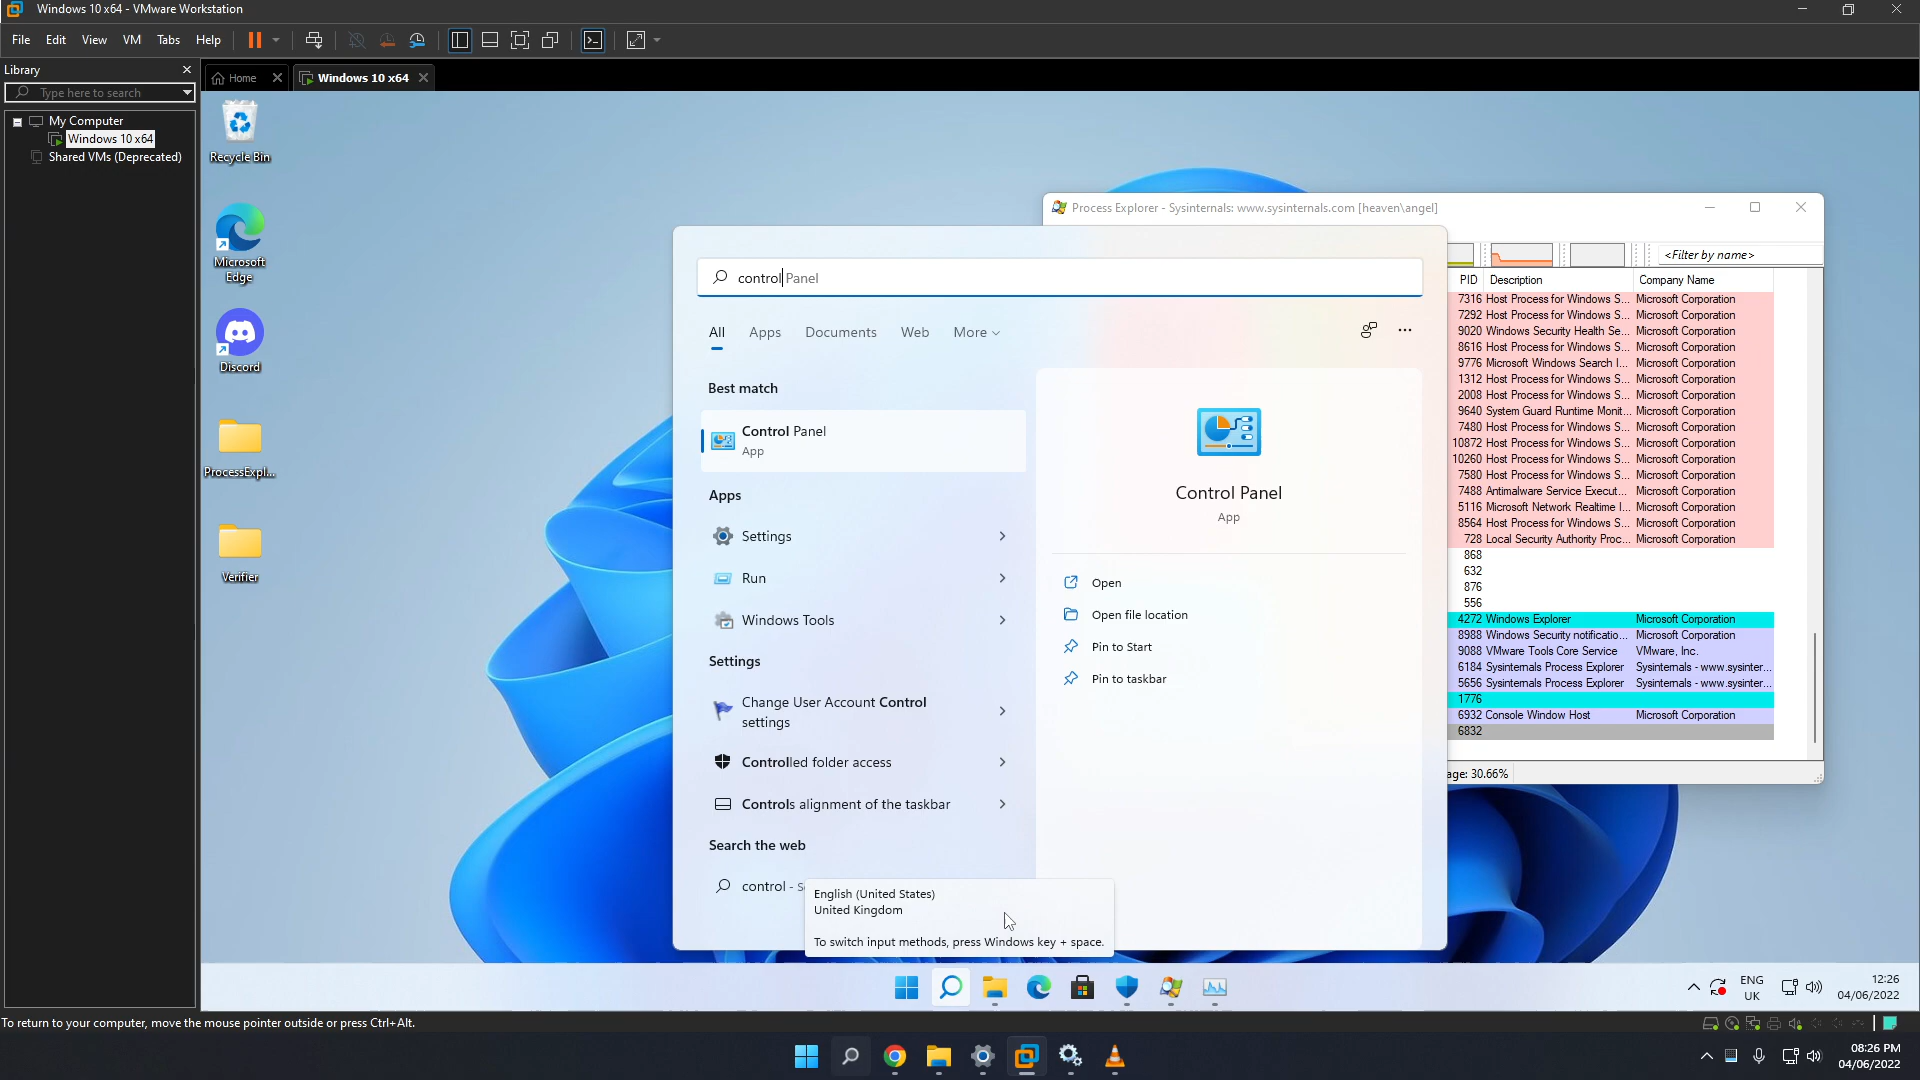 Windows 10 x64 - VMware Workstation
File Edit View VM Tabs Help
Library
Home
Windows 10 x64
Type here to search
My Computer
Windows 10 x64
Shared VMs (Deprecated)
Recycle Bin
Microsoft
Edge
Discord
ProcessExpl...
Verifier
Process Explorer - Sysinternals: www.sysinternals.com [heaven\angel]
<Filter by name>
PID Description Company Name
7316 Host Process for Windows S... Microsoft Corporation
7292 Host Process for Windows S... Microsoft Corporation
9020 Windows Security Health Se... Microsoft Corporation
8616 Host Process for Windows S... Microsoft Corporation
9776 Microsoft Windows Search I... Microsoft Corporation
1312 Host Process for Windows S... Microsoft Corporation
2008 Host Process for Windows S... Microsoft Corporation
9640 System Guard Runtime Monit... Microsoft Corporation
7480 Host Process for Windows S... Microsoft Corporation
10872 Host Process for Windows S... Microsoft Corporation
10260 Host Process for Windows S... Microsoft Corporation
7580 Host Process for Windows S... Microsoft Corporation
7488 Antimalware Service Execut... Microsoft Corporation
5116 Microsoft Network Realtime I... Microsoft Corporation
8564 Host Process for Windows S... Microsoft Corporation
728 Local Security Authority Proc... Microsoft Corporation
868
632
876
556
4272 Windows Explorer Microsoft Corporation
8988 Windows Security notificatio... Microsoft Corporation
9088 VMware Tools Core Service VMware, Inc.
6184 Sysinternals Process Explorer Sysinternals - www.sysinter...
5656 Sysinternals Process Explorer Sysinternals - www.sysinter...
1776
6932 Console Window Host Microsoft Corporation
6832
age: 30.66%
control Panel
All Apps Documents Web More
Best match
Control Panel
App
Apps
Settings
Run
Windows Tools
Settings
Change User Account Control
settings
Controlled folder access
Controls alignment of the taskbar
Search the web
control - S
Control Panel
App
Open
Open file location
Pin to Start
Pin to taskbar
English (United States)
United Kingdom
To switch input methods, press Windows key + space.
ENG
UK
12:26
04/06/2022
To return to your computer, move the mouse pointer outside or press Ctrl+Alt.
08:26 PM
04/06/2022